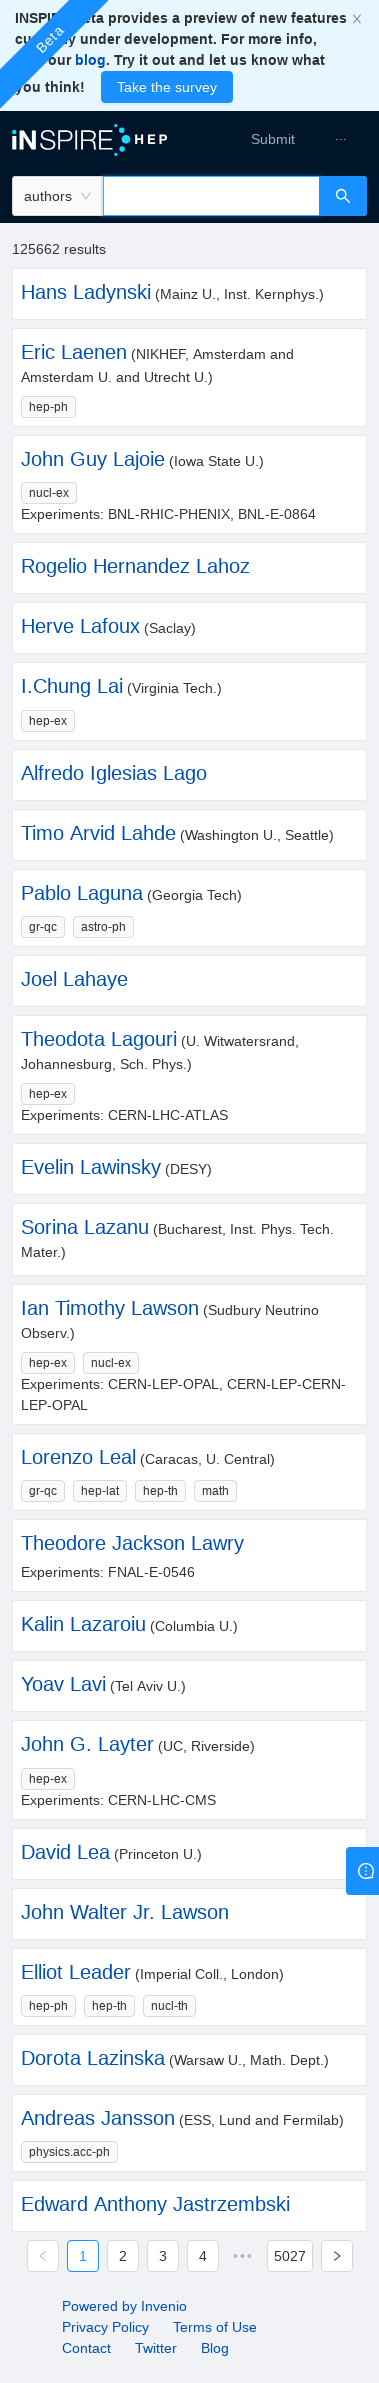 INSPIRE beta provides a preview of new features
currently under development. For more info,
our blog. Try it out and let us know what
you think! Take the survey
Beta
INSPIRE HEP
Submit ···
authors
125662 results
Hans Ladynski (Mainz U., Inst. Kernphys.)
Eric Laenen (NIKHEF, Amsterdam and
Amsterdam U. and Utrecht U.)
hep-ph
John Guy Lajoie (Iowa State U.)
nucl-ex
Experiments: BNL-RHIC-PHENIX, BNL-E-0864
Rogelio Hernandez Lahoz
Herve Lafoux (Saclay)
I.Chung Lai (Virginia Tech.)
hep-ex
Alfredo Iglesias Lago
Timo Arvid Lahde (Washington U., Seattle)
Pablo Laguna (Georgia Tech)
gr-qc astro-ph
Joel Lahaye
Theodota Lagouri (U. Witwatersrand,
Johannesburg, Sch. Phys.)
hep-ex
Experiments: CERN-LHC-ATLAS
Evelin Lawinsky (DESY)
Sorina Lazanu (Bucharest, Inst. Phys. Tech.
Mater.)
Ian Timothy Lawson (Sudbury Neutrino
Observ.)
hep-ex nucl-ex
Experiments: CERN-LEP-OPAL, CERN-LEP-CERN-
LEP-OPAL
Lorenzo Leal (Caracas, U. Central)
gr-qc hep-lat hep-th math
Theodore Jackson Lawry
Experiments: FNAL-E-0546
Kalin Lazaroiu (Columbia U.)
Yoav Lavi (Tel Aviv U.)
John G. Layter (UC, Riverside)
hep-ex
Experiments: CERN-LHC-CMS
David Lea (Princeton U.)
John Walter Jr. Lawson
Elliot Leader (Imperial Coll., London)
hep-ph hep-th nucl-th
Dorota Lazinska (Warsaw U., Math. Dept.)
Andreas Jansson (ESS, Lund and Fermilab)
physics.acc-ph
Edward Anthony Jastrzembski
1 2 3 4 ••• 5027
Powered by Invenio
Privacy Policy Terms of Use
Contact Twitter Blog